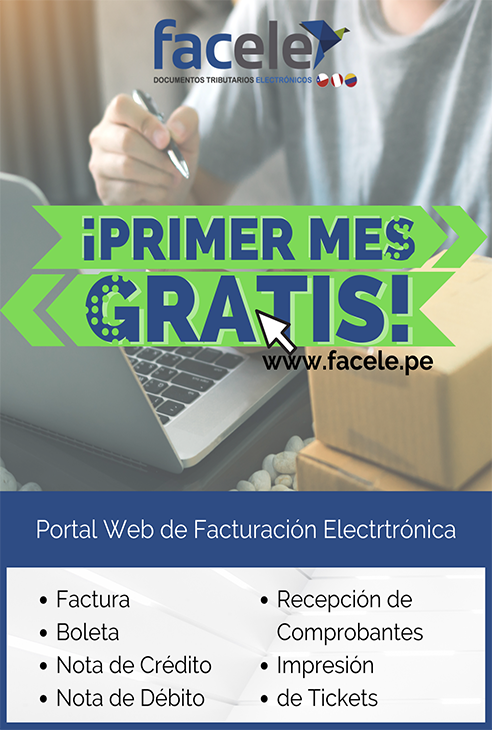 facele
DOCUMENTOS TRIBUTARIOS ELECTRÓNICOS
¡PRIMER MES
GRATIS!
www.facele.pe
Portal Web de Facturación Electrtrónica
• Factura
• Boleta
• Nota de Crédito
• Nota de Débito
• Recepción de
Comprobantes
• Impresión
• de Tickets